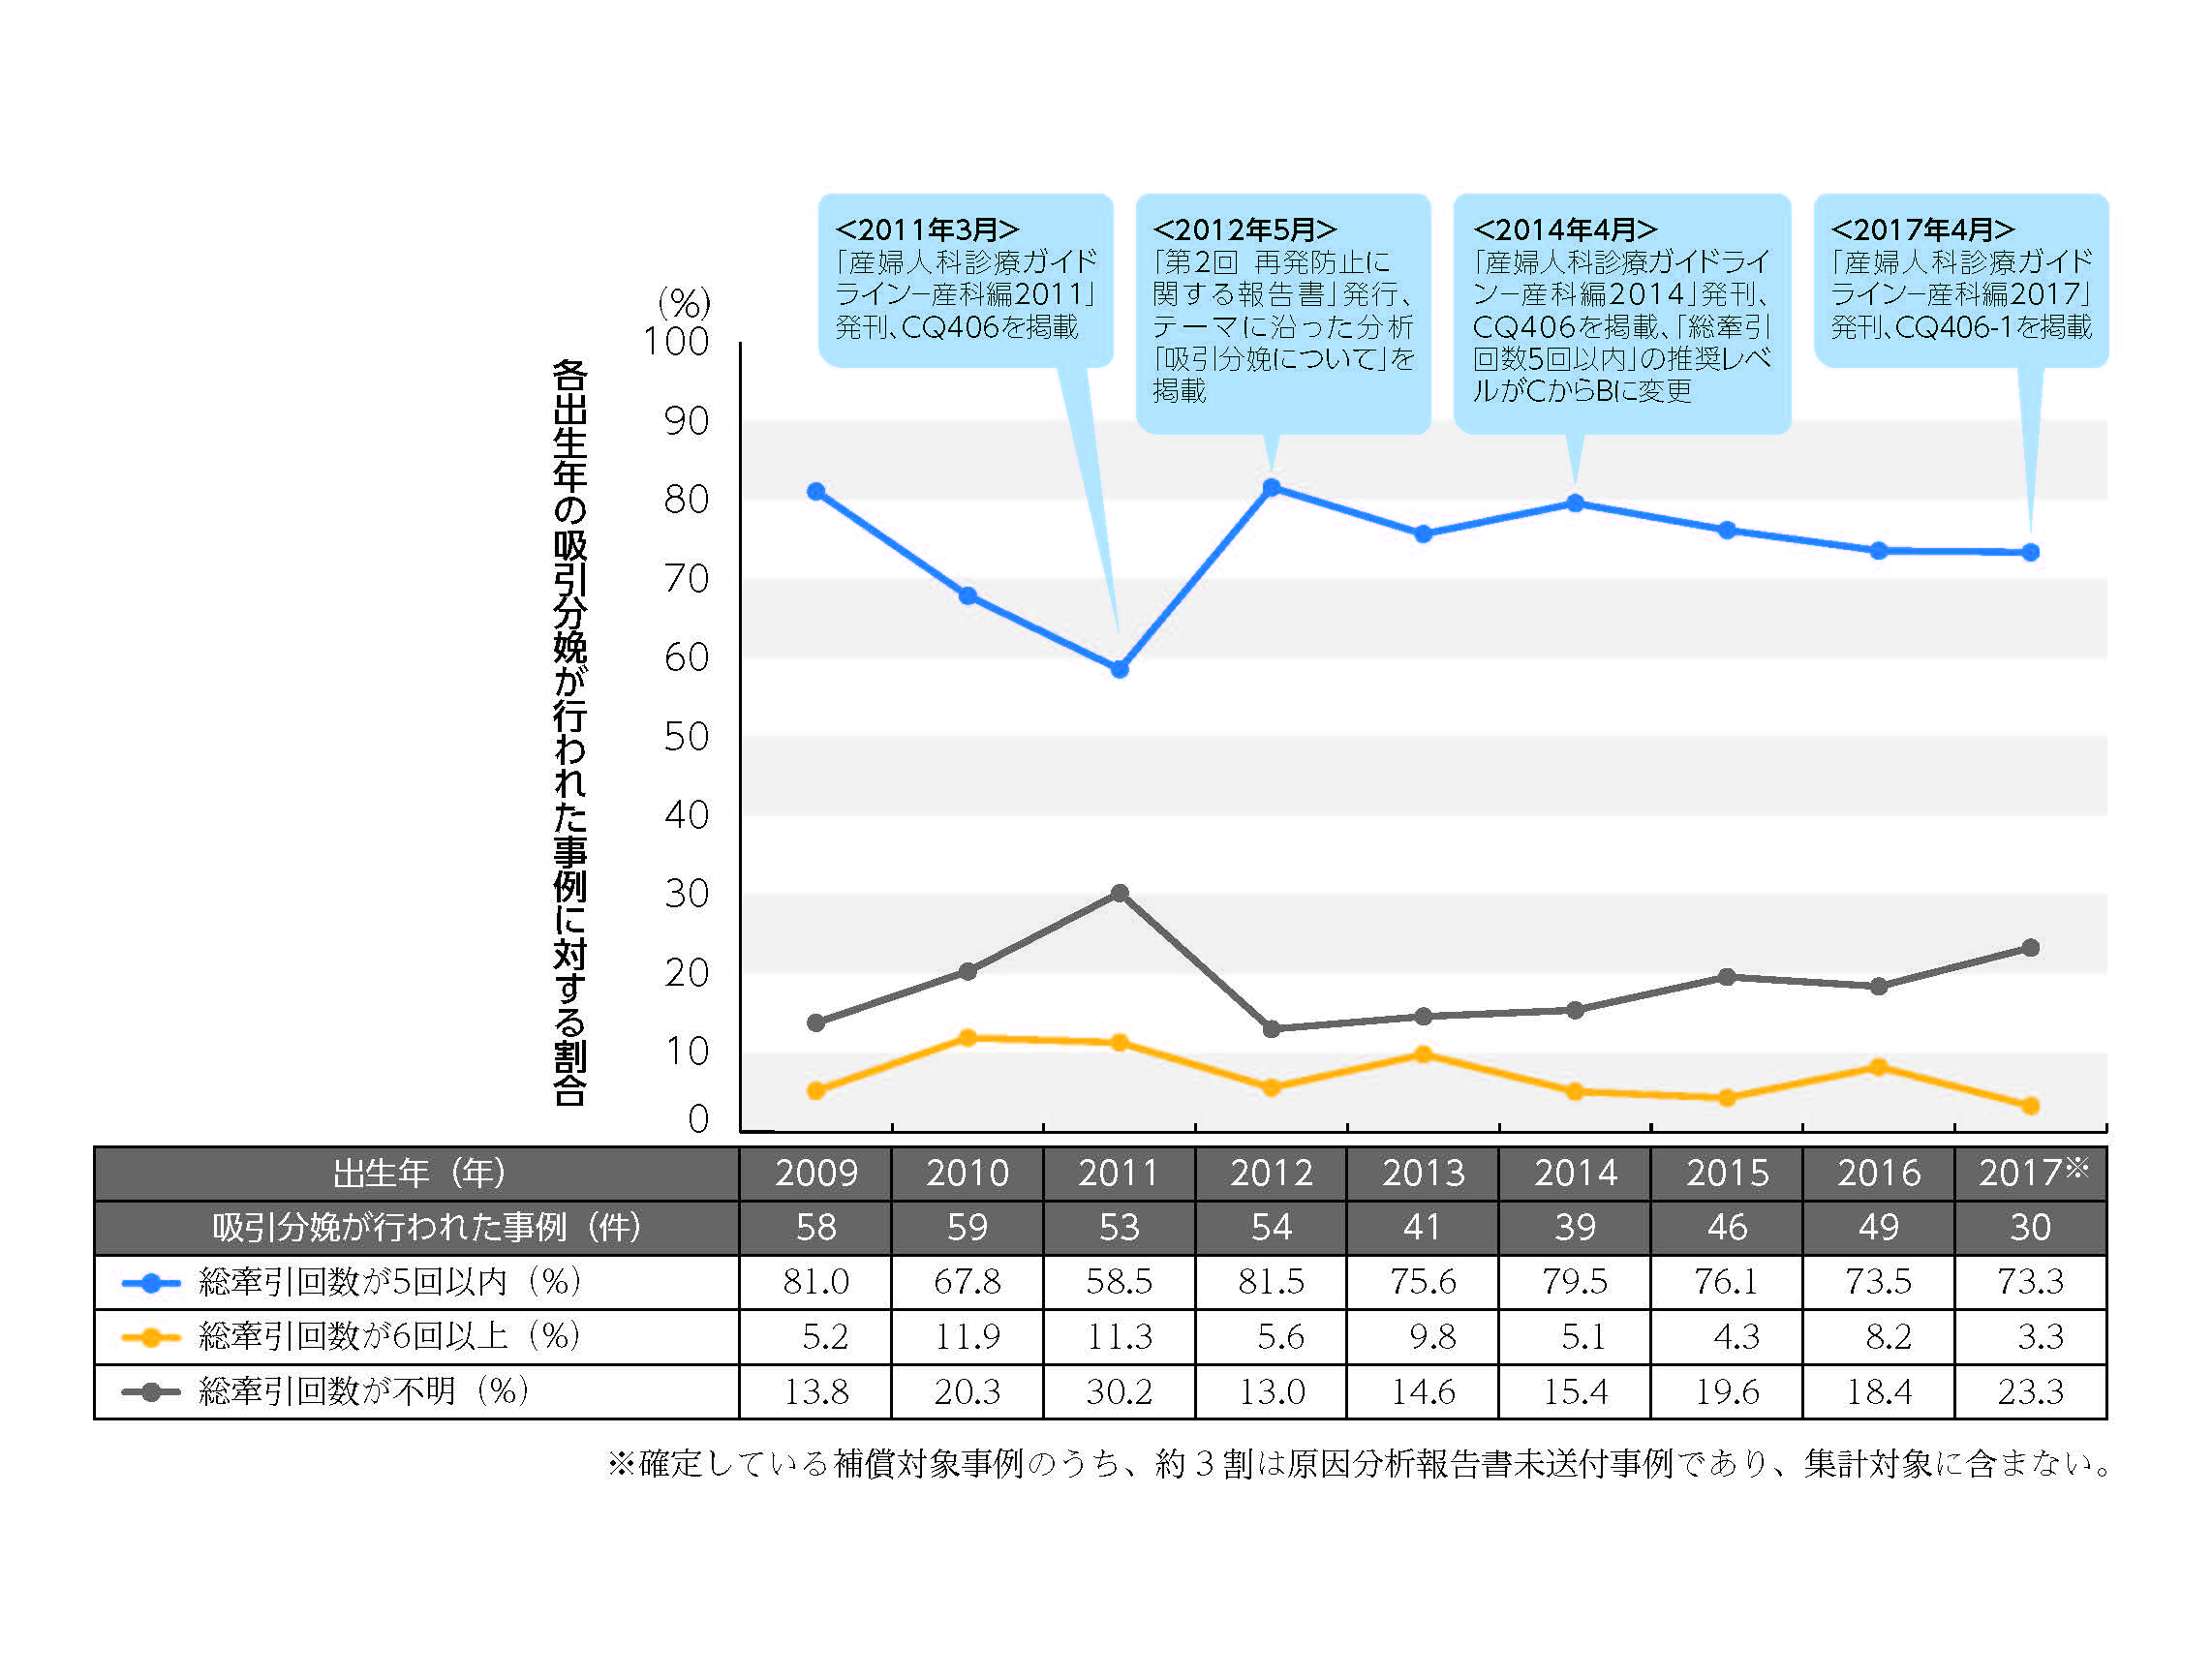 <2011年3月>
「産婦人科診療ガイド
ライン−産科編2011」
発刊、CQ406を掲載
<2012年5月>
「第2回 再発防止に
関する報告書」発行、
テーマに沿った分析
「吸引分娩について」を
掲載
<2014年4月>
「産婦人科診療ガイドライ
ン−産科編2014」発刊、
CQ406を掲載、「総牽引
回数5回以内」の推奨レベ
ルがCからBに変更
<2017年4月>
「産婦人科診療ガイド
ライン−産科編2017」
発刊、CQ406-1を掲載
各出生年の吸引分娩が行われた事例に対する割合
(%)
100
90
80
70
60
50
40
30
20
10
0
出生年（年） 2009 2010 2011 2012 2013 2014 2015 2016 2017※
吸引分娩が行われた事例（件） 58 59 53 54 41 39 46 49 30
総牽引回数が5回以内（%） 81.0 67.8 58.5 81.5 75.6 79.5 76.1 73.5 73.3
総牽引回数が6回以上（%） 5.2 11.9 11.3 5.6 9.8 5.1 4.3 8.2 3.3
総牽引回数が不明（%） 13.8 20.3 30.2 13.0 14.6 15.4 19.6 18.4 23.3
※確定している補償対象事例のうち、約３割は原因分析報告書未送付事例であり、集計対象に含まない。